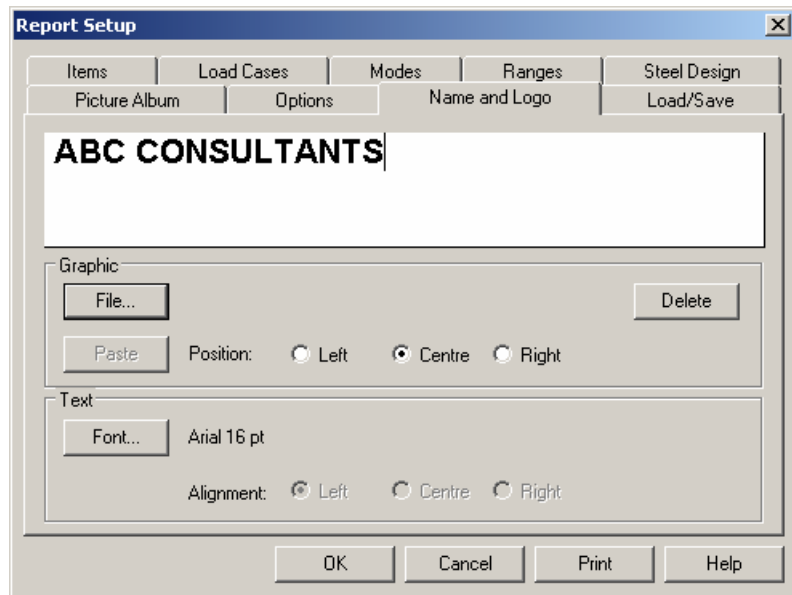 Report Setup
Items Load Cases Modes Ranges Steel Design
Picture Album Options Name and Logo Load/Save
ABC CONSULTANTS
Graphic
File... Delete
Paste Position: Left Centre Right
Text
Font... Arial 16 pt
Alignment: Left Centre Right
OK Cancel Print Help